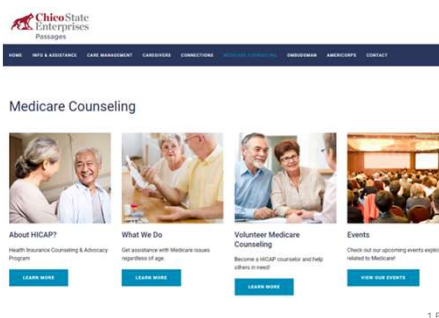 Chico State
Enterprises
Passages
HOME INFO & ASSISTANCE CARE MANAGEMENT CAREGIVERS CONNECTIONS MEDICARE COUNSELING OMBUDSMAN AMERICORPS CONTACT
Medicare Counseling
About HICAP?
Health Insurance Counseling & Advocacy
Program
LEARN MORE
What We Do
Get assistance with Medicare issues
regardless of age.
LEARN MORE
Volunteer Medicare
Counseling
Become a HICAP counselor and help
others in need!
LEARN MORE
Events
Check out our upcoming events
related to Medicare!
VIEW OUR EVENTS